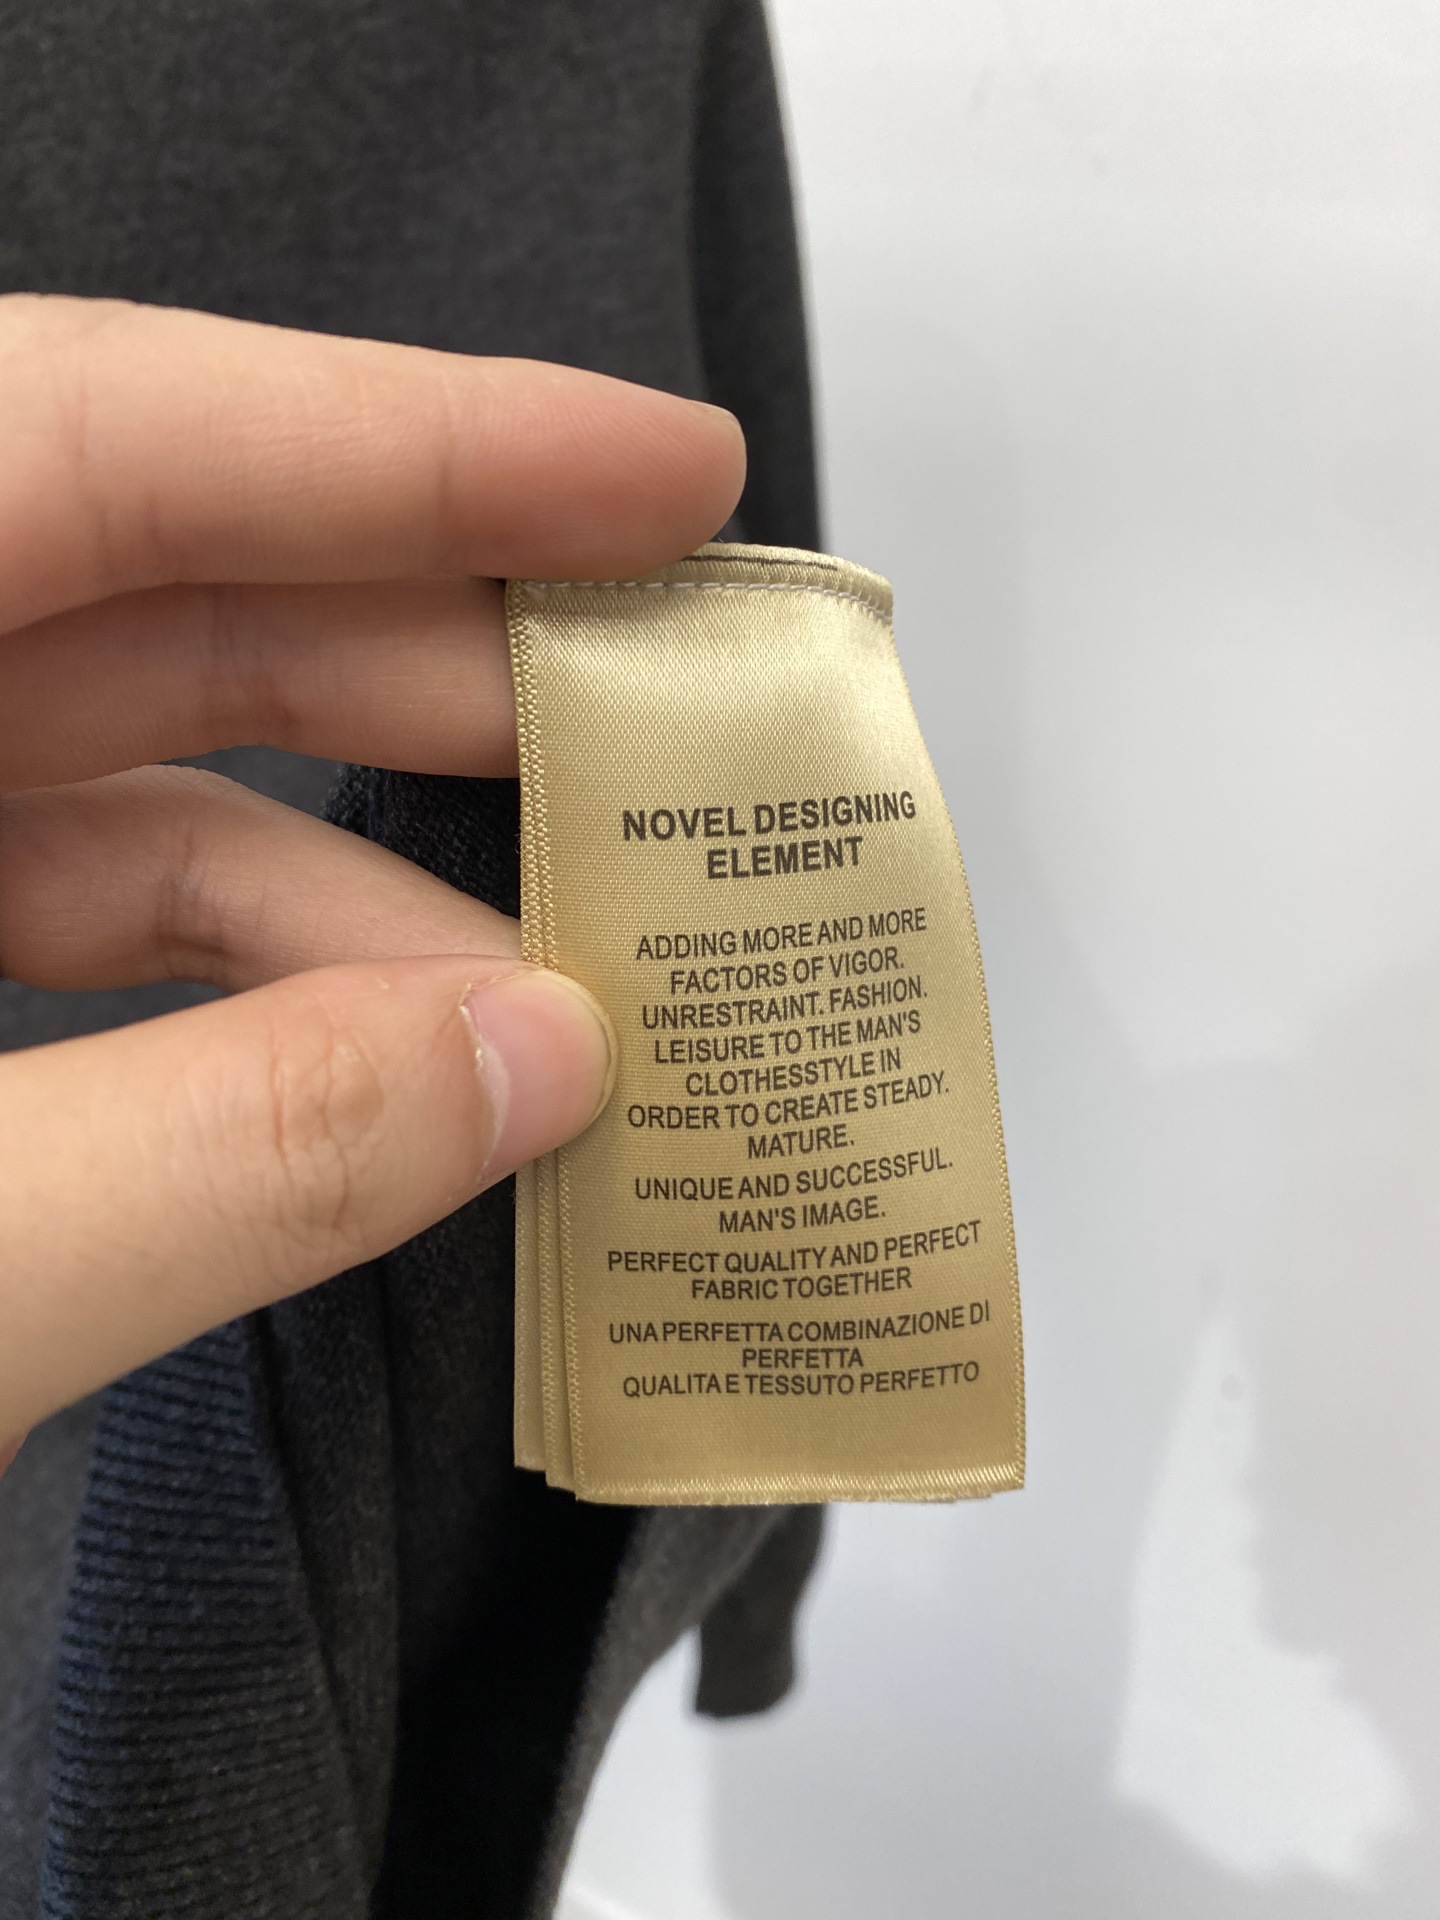 NOVEL DESIGNING
ELEMENT
ADDING MORE AND MORE
FACTORS OF VIGOR.
UNRESTRAINT. FASHION.
LEISURE TO THE MAN'S
CLOTHESSTYLE IN
ORDER TO CREATE STEADY.
MATURE.
UNIQUE AND SUCCESSFUL.
MAN'S IMAGE.
PERFECT QUALITY AND PERFECT
FABRIC TOGETHER
UNA PERFETTA COMBINAZIONE DI
PERFETTA
QUALITA E TESSUTO PERFETTO